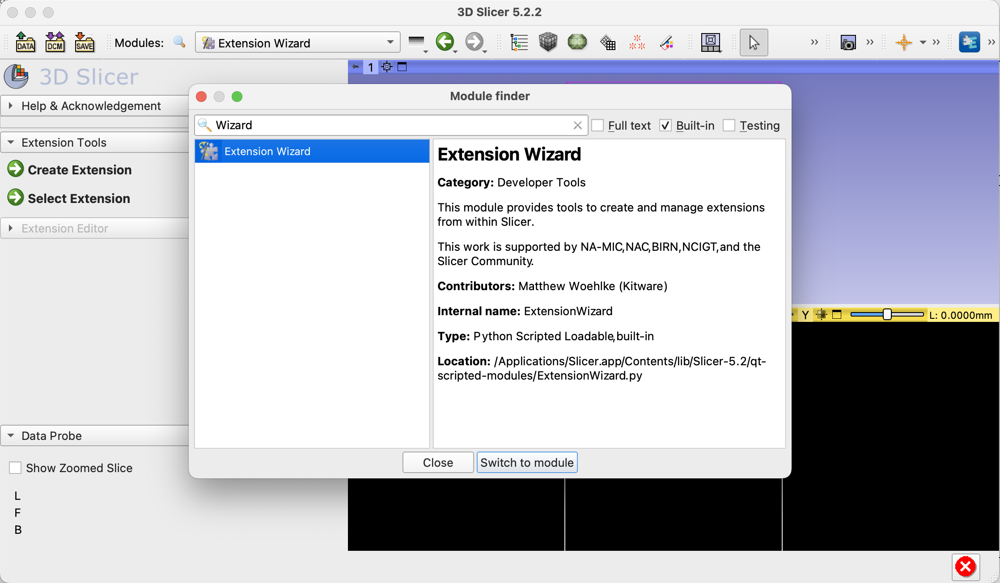 3D Slicer 5.2.2
DATA
DCM
SAVE
Modules:
Extension Wizard
3D Slicer
1
Help & Acknowledgement
Extension Tools
Create Extension
Select Extension
Extension Editor
Module finder
Wizard
Full text
Built-in
Testing
Extension Wizard
Extension Wizard
Category: Developer Tools
This module provides tools to create and manage extensions
from within Slicer.
This work is supported by NA-MIC,NAC,BIRN,NCIGT,and the
Slicer Community.
Contributors: Matthew Woehlke (Kitware)
Internal name: ExtensionWizard
Type: Python Scripted Loadable,built-in
Location: /Applications/Slicer.app/Contents/lib/Slicer-5.2/qt-
scripted-modules/ExtensionWizard.py
Close
Switch to module
Y
L: 0.0000mm
Data Probe
Show Zoomed Slice
L
F
B